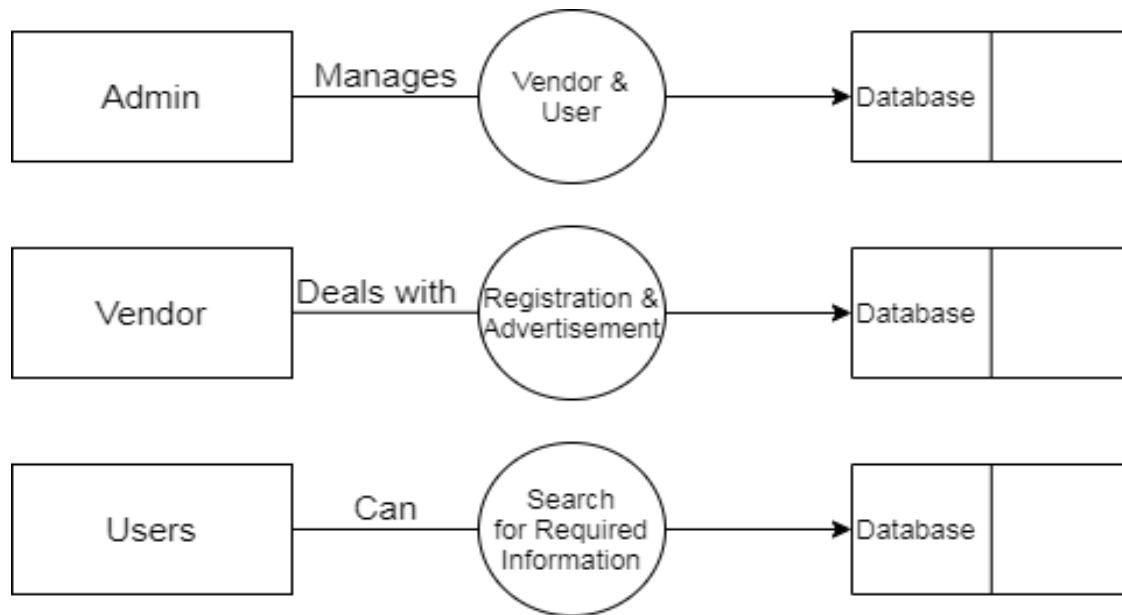 Admin
Manages
Vendor &
User
Database
Vendor
Deals with
Registration &
Advertisement
Database
Users
Can
Search
for Required
Information
Database